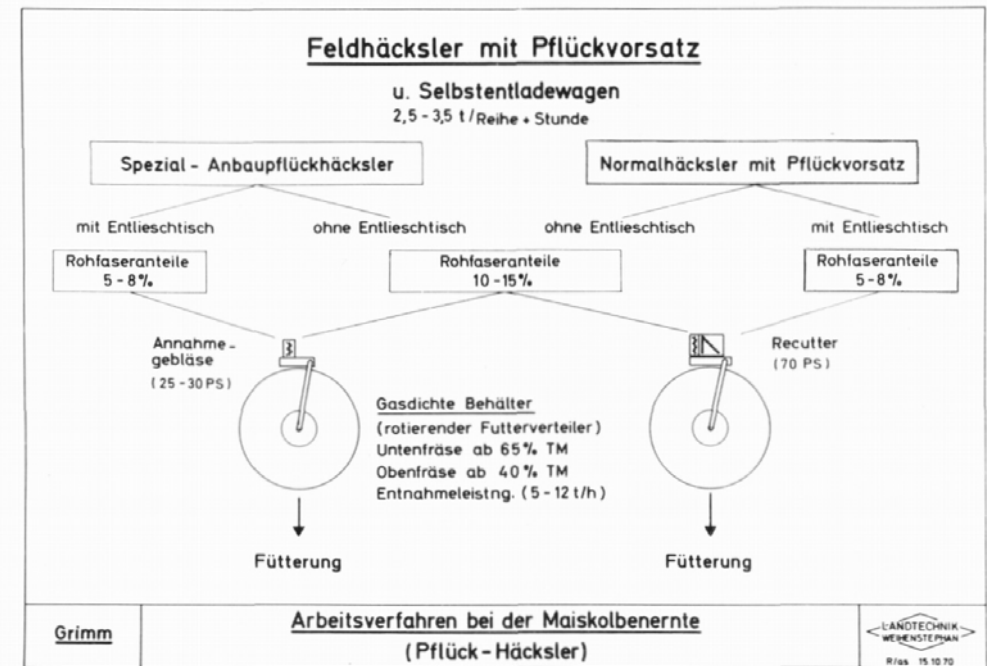 Feldhäcksler mit Pflückvorsatz
u. Selbstentladewagen
2,5 - 3,5 t / Reihe + Stunde
Spezial - Anbaupflückhäcksler
Normalhäcksler mit Pflückvorsatz
mit Entlieschtisch
ohne Entlieschtisch
ohne Entlieschtisch
mit Entlieschtisch
Rohfaseranteile
5 - 8 %
Rohfaseranteile
10 - 15 %
Rohfaseranteile
5 - 8 %
Annahme -
gebläse
(25 - 30 PS)
Recutter
(70 PS)
Gasdichte Behälter
(rotierender Futterverteiler)
Untenfräse ab 65 % TM
Obenfräse ab 40 % TM
Entnahmeleistng. (5 - 12 t/h)
Fütterung
Fütterung
Grimm
Arbeitsverfahren bei der Maiskolbenernte
(Pflück - Häcksler)
LANDTECHNIK
WEIHENSTEPHAN
R/as 15 10 70